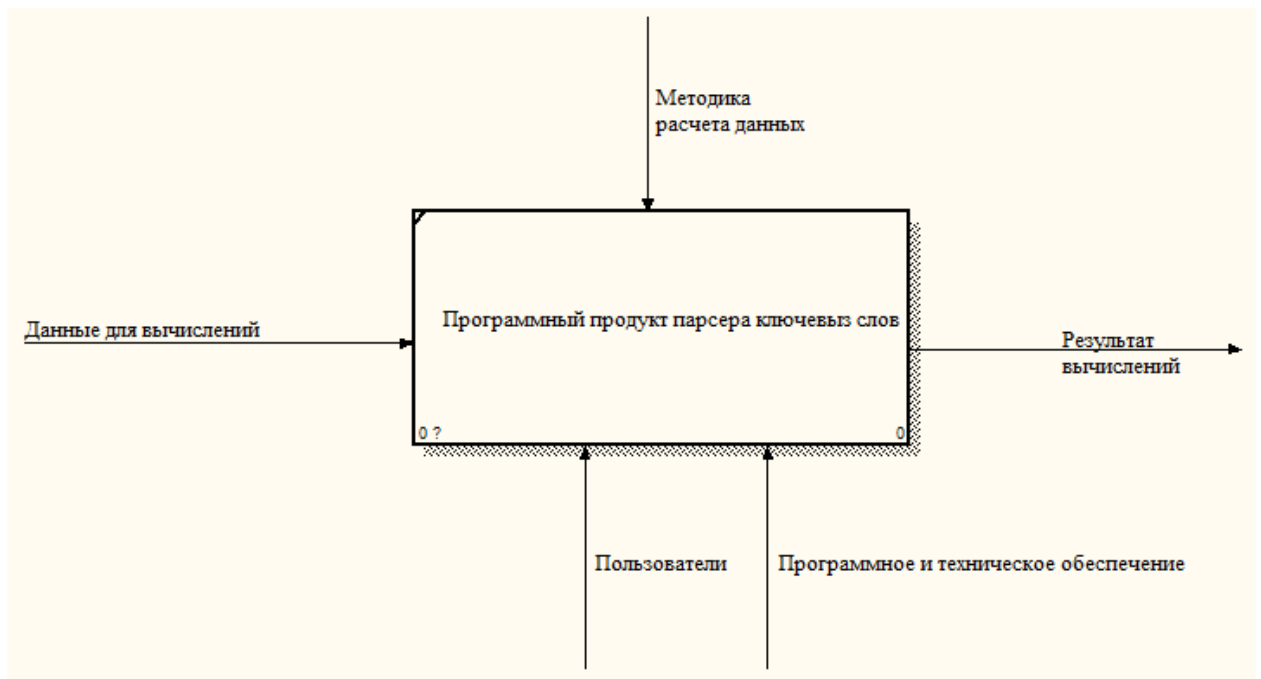 Методика
расчета данных
Данные для вычислений
Программный продукт парсера ключевыз слов
Результат
вычислений
0 ?
0
Пользователи
Программное и техническое обеспечение